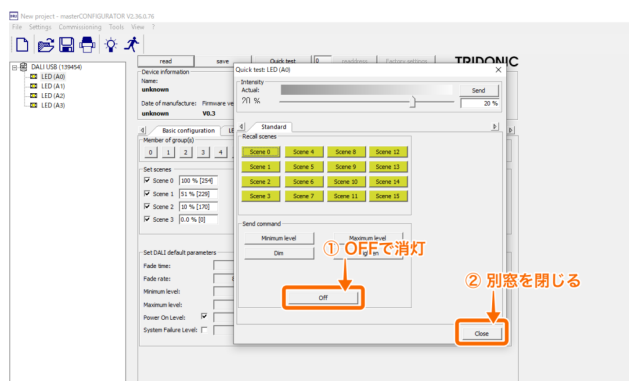 New project - masterCONFIGURATOR V2.36.0.76
File Settings Commissioning Tools View ?
DALI USB (139454)
LED (A0)
LED (A1)
LED (A2)
LED (A3)
read save Quick test 0 readdress Factory settings TRIDONIC
Device information
Name:
unknown
Date of manufacture: Firmware ve
unknown V0.3
Basic configuration LE
Member of group(s)
0 1 2 3 4
Set scenes
Scene 0 100 % [254]
Scene 1 51 % [229]
Scene 2 10 % [170]
Scene 3 0.0 % [0]
Set DALI default parameters
Fade time:
Fade rate:
Minimum level:
Maximum level:
Power On Level:
System Failure Level:
Quick test: LED (A0)
Intensity
Actual:
20 %
Send
20 %
Standard
Recall scenes
Scene 0 Scene 4 Scene 8 Scene 12
Scene 1 Scene 5 Scene 9 Scene 13
Scene 2 Scene 6 Scene 10 Scene 14
Scene 3 Scene 7 Scene 11 Scene 15
Send command
Minimum level Maximum level
Dim
① OFFで消灯
Off
② 別窓を閉じる
Close